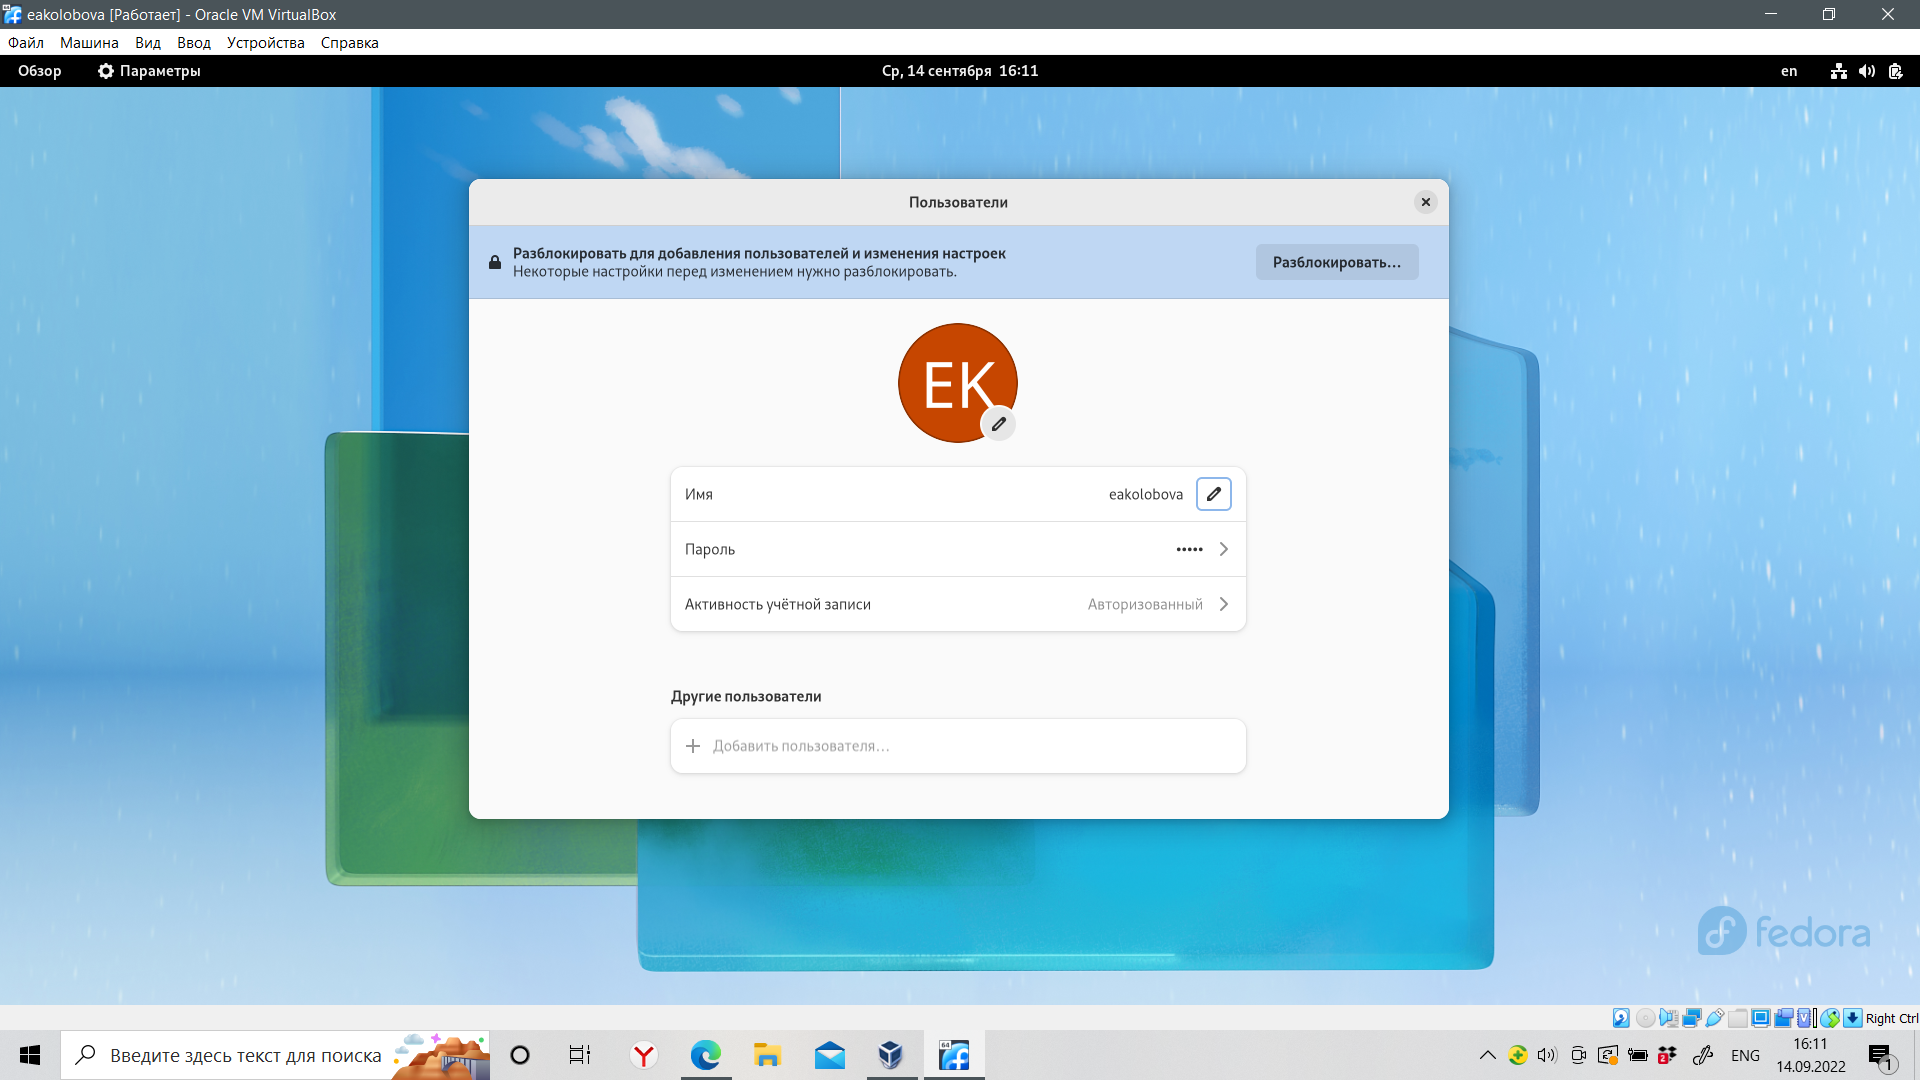 eakolobova [Работает] - Oracle VM VirtualBox
Файл Машина Вид Ввод Устройства Справка
Обзор Параметры Ср, 14 сентября 16:11 en
Пользователи
Разблокировать для добавления пользователей и изменения настроек
Некоторые настройки перед изменением нужно разблокировать.
Разблокировать...
EK
Имя eakolobova
Пароль •••••
Активность учётной записи Авторизованный
Другие пользователи
Добавить пользователя...
fedora
Right Ctrl
Введите здесь текст для поиска
ENG
16:11
14.09.2022
1